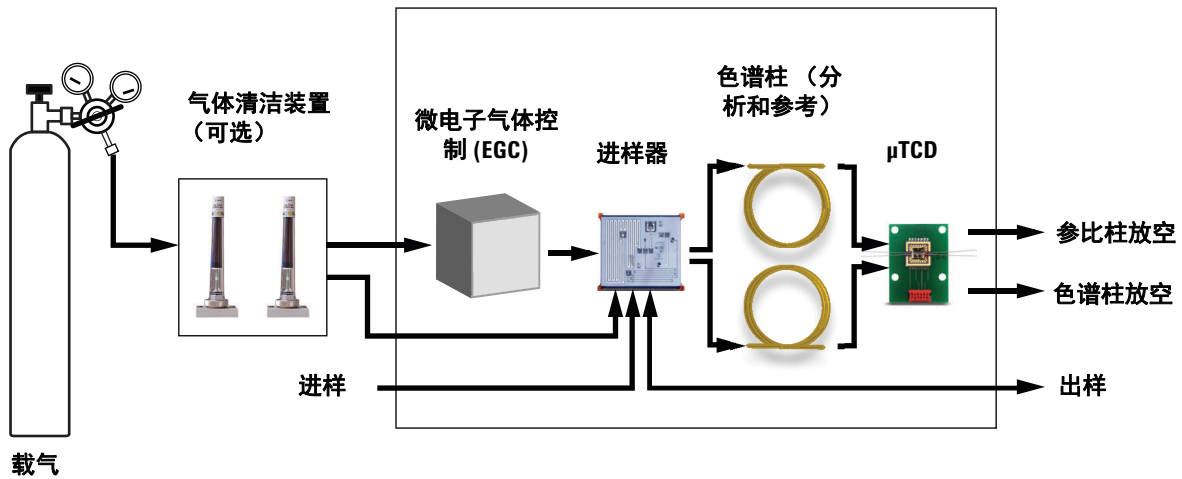 气体清洁装置
（可选）
微电子气体控
制 (EGC)
进样器
色谱柱 （分
析和参考）
μTCD
参比柱放空
色谱柱放空
进样
出样
载气